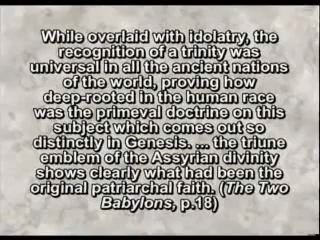 While overlaid with idolatry, the
recognition of a trinity was
universal in all the ancient nations
of the world, proving how
deep-rooted in the human race
was the primeval doctrine on this
subject which comes out so
distinctly in Genesis. ... the triune
emblem of the Assyrian divinity
shows clearly what had been the
original patriarchal faith. (The Two
Babylons, p.18)